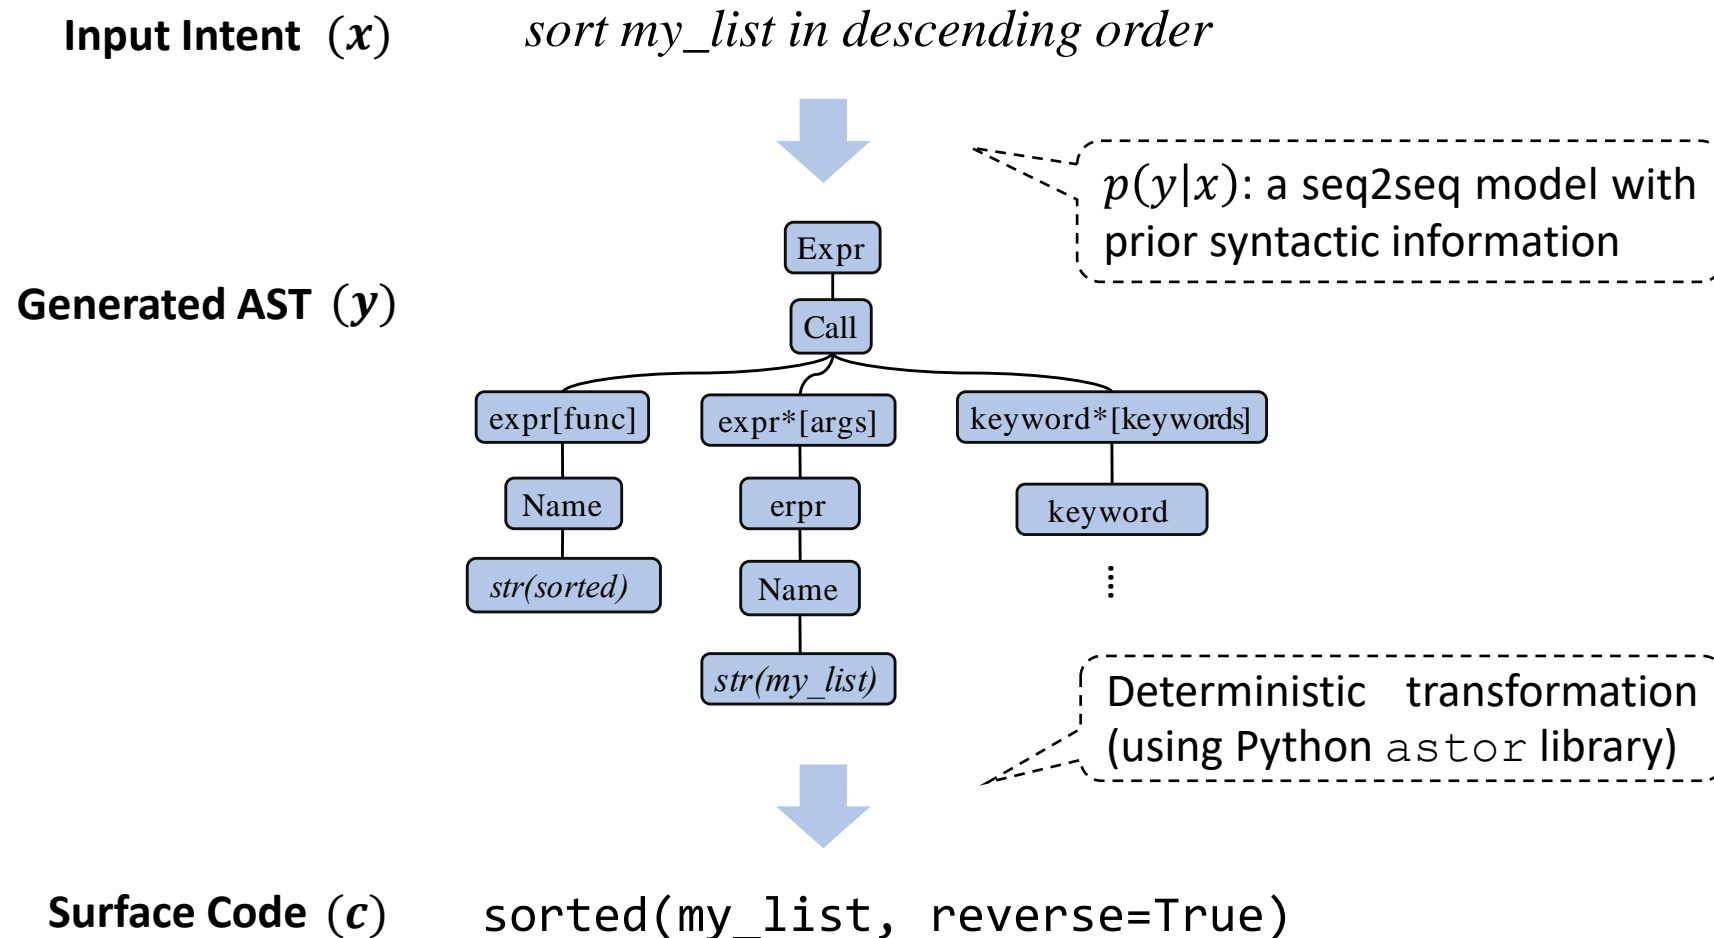 Input Intent (x) sort my_list in descending order
p(y|x): a seq2seq model with
prior syntactic information
Expr
Generated AST (y)
Call
expr[func] expr*[args] keyword*[keywords]
Name erpr keyword
str(sorted) Name
str(my_list)
Deterministic transformation
(using Python astor library)
Surface Code (c) sorted(my_list, reverse=True)